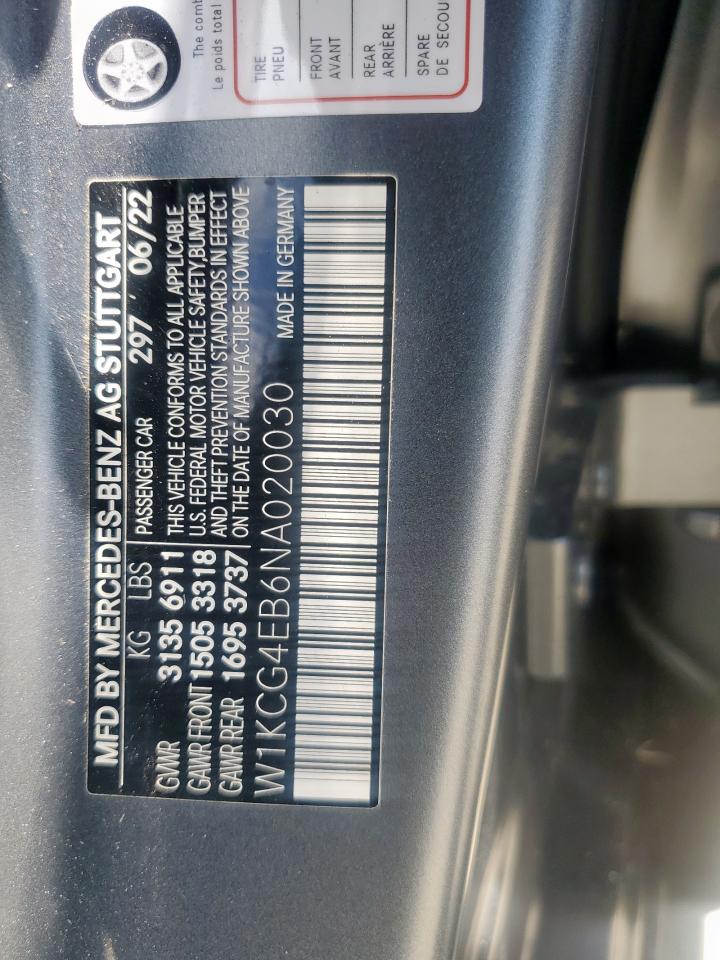 The comb
Le poids total
TIRE
PNEU
FRONT
AVANT
REAR
ARRIÈRE
SPARE
DE SECOU
MFD BY MERCEDES-BENZ AG STUTTGART
KG LBS PASSENGER CAR 297 06/22
GVWR 3135 6911 THIS VEHICLE CONFORMS TO ALL APPLICABLE
U.S. FEDERAL MOTOR VEHICLE SAFETY,BUMPER
GAWR FRONT 1505 3318 AND THEFT PREVENTION STANDARDS IN EFFECT
GAWR REAR 1695 3737 ON THE DATE OF MANUFACTURE SHOWN ABOVE
W1KCG4EB6NA020030 MADE IN GERMANY